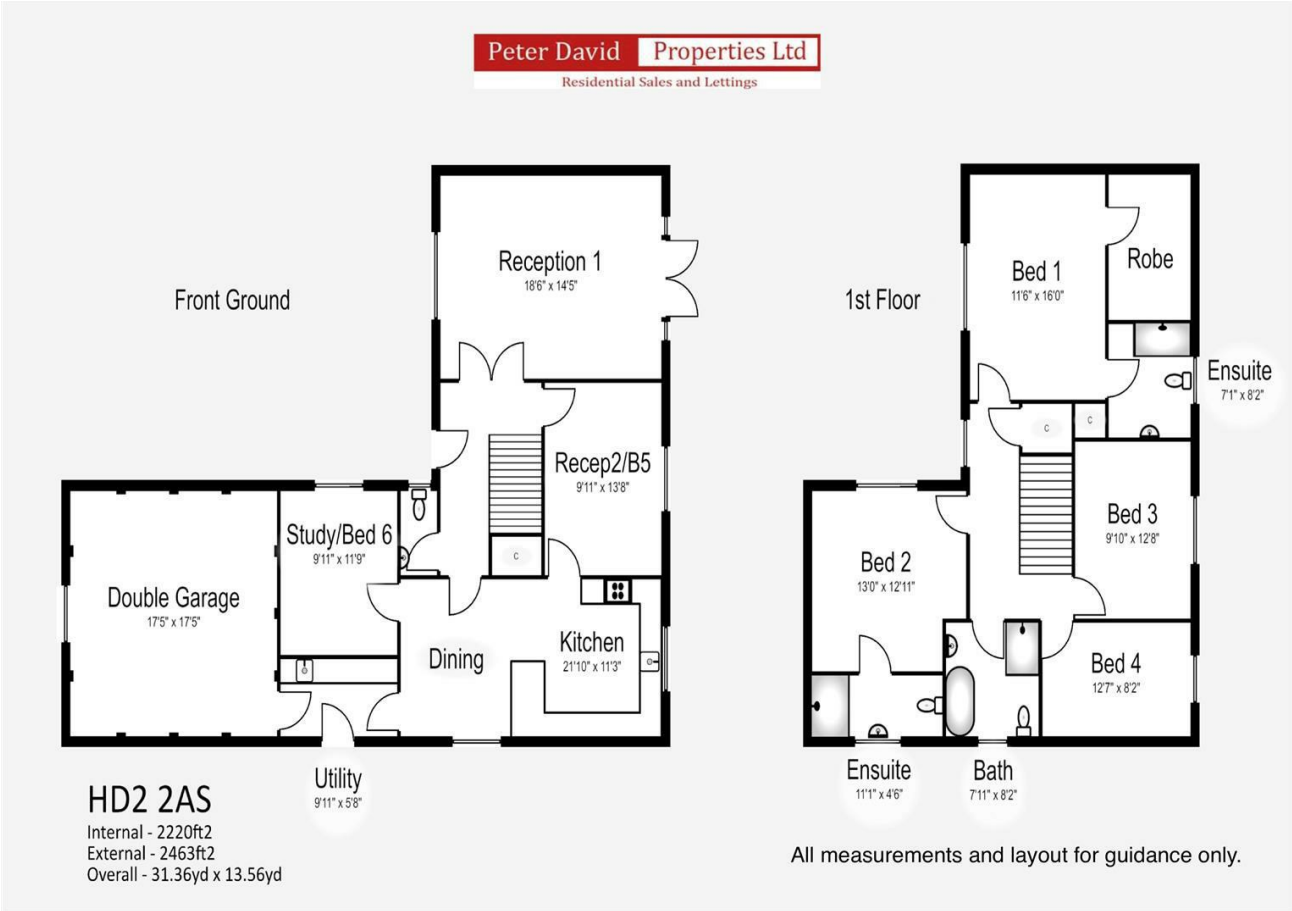 Peter David Properties Ltd
Residential Sales and Lettings
Front Ground
Reception 1
18'6" x 14'5"
Recep2/B5
9'11" x 13'8"
Study/Bed 6
9'11" x 11'9"
C
Double Garage
17'5" x 17'5"
Dining
Kitchen
21'10" x 11'3"
Utility
9'11" x 5'8"
1st Floor
Bed 1
11'6" x 16'0"
Robe
Ensuite
7'1" x 8'2"
C
C
Bed 3
9'10" x 12'8"
Bed 2
13'0" x 12'11"
Bed 4
12'7" x 8'2"
Ensuite
11'1" x 4'6"
Bath
7'11" x 8'2"
HD2 2AS
Internal - 2220ft2
External - 2463ft2
Overall - 31.36yd x 13.56yd
All measurements and layout for guidance only.